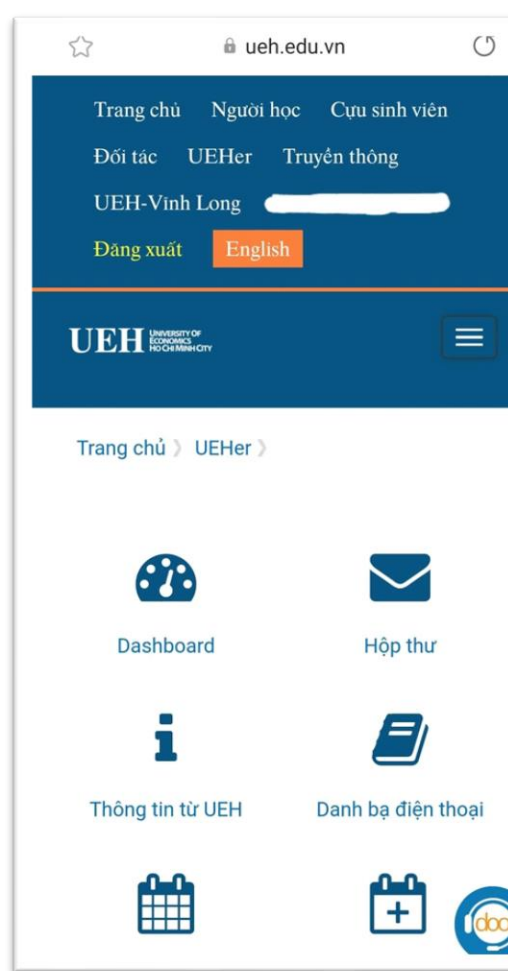 ueh.edu.vn
Trang chủ Người học Cựu sinh viên
Đối tác UEHer Truyền thông
UEH-Vĩnh Long
Đăng xuất English
UEH UNIVERSITY OF
ECONOMICS
HO CHI MINH CITY
Trang chủ》 UEHer》
Dashboard Hộp thư
Thông tin từ UEH Danh bạ điện thoại